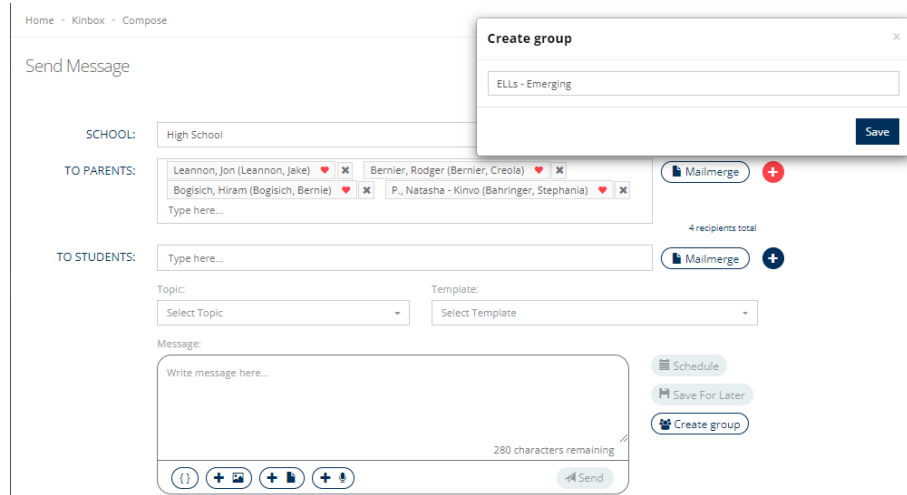 Home • Kinbox • Compose
Create group
×
Send Message
ELLs - Emerging
Save
SCHOOL:
High School
TO PARENTS:
Leannon, Jon (Leannon, Jake)
Bernier, Rodger (Bernier, Creola)
Bogisich, Hiram (Bogisich, Bernie)
P., Natasha - Kinvo (Bahringer, Stephania)
Type here...
Mailmerge
4 recipients total
TO STUDENTS:
Type here...
Mailmerge
Topic:
Template:
Select Topic
Select Template
Message:
Write message here...
Schedule
Save For Later
Create group
280 characters remaining
{}
Send